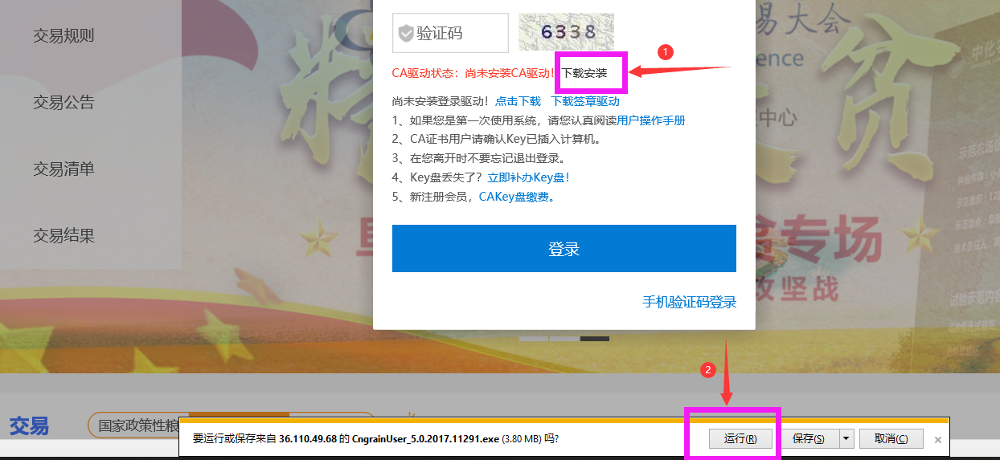 交易规则
交易公告
交易清单
交易结果
易大会
ence
中心
贫
专场
攻坚战
验证码
6338
CA驱动状态：尚未安装CA驱动！ 下载安装
1
尚未安装登录驱动！点击下载 下载签章驱动
1、如果您是第一次使用系统，请您认真阅读用户操作手册
2、CA证书用户请确认Key已插入计算机。
3、在您离开时不要忘记退出登录。
4、Key盘丢失了？立即补办Key盘！
5、新注册会员，CAKey盘缴费。
登录
手机验证码登录
2
交易
国家政策性粮
要运行或保存来自 36.110.49.68 的 CngrainUser_5.0.2017.11291.exe (3.80 MB) 吗?
运行(R)
保存(S)
取消(C)
×